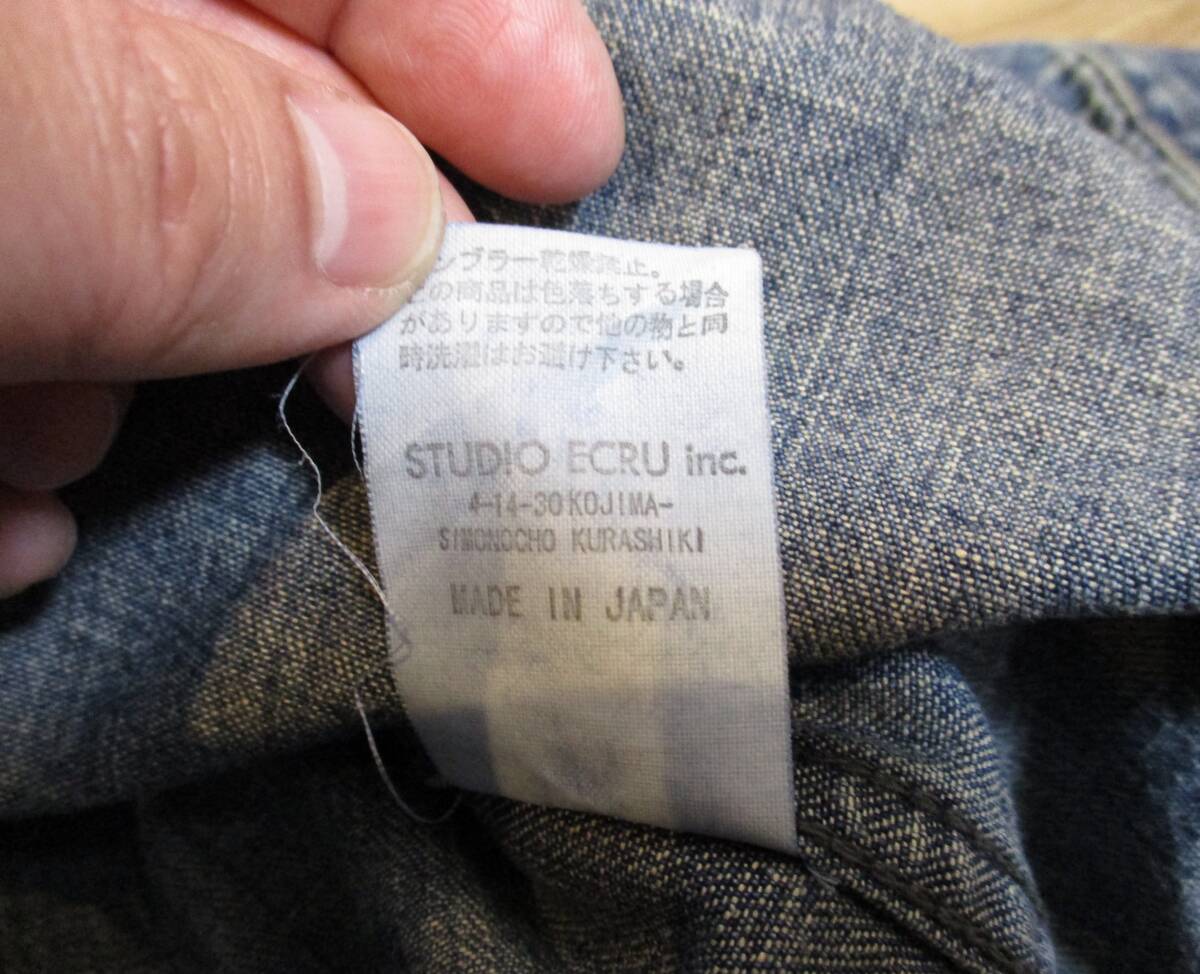 ンブラー乾燥禁止。
この商品は色落ちする場合
がありますので他の物と同
時洗濯はお避け下さい。
STUDIO ECRU inc.
4-14-30KOJIMA-
SIMONOCHO KURASHIKI
MADE IN JAPAN